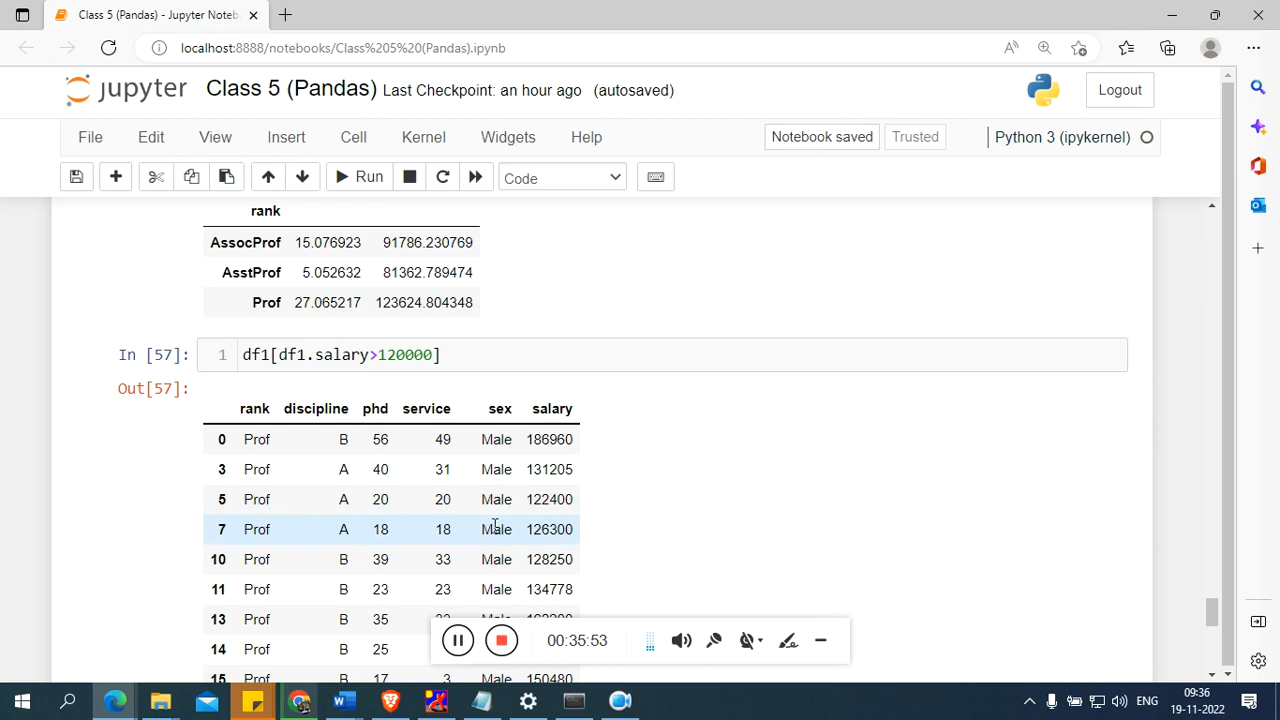 Class 5 (Pandas) - Jupyter Noteb
localhost:8888/notebooks/Class%205%20(Pandas).ipynb
jupyter Class 5 (Pandas) Last Checkpoint: an hour ago (autosaved)
Logout
File Edit View Insert Cell Kernel Widgets Help Notebook saved Trusted Python 3 (ipykernel)
Run Code
rank
AssocProf 15.076923 91786.230769
AsstProf 5.052632 81362.789474
Prof 27.065217 123624.804348
In [57]: 1 df1[df1.salary>120000]
Out[57]:
rank discipline phd service sex salary
0 Prof B 56 49 Male 186960
3 Prof A 40 31 Male 131205
5 Prof A 20 20 Male 122400
7 Prof A 18 18 Male 126300
10 Prof B 39 33 Male 128250
11 Prof B 23 23 Male 134778
13 Prof B 35
14 Prof B 25
15 Prof B 17 3 Male 150480
00:35:53
ENG
09:36
19-11-2022